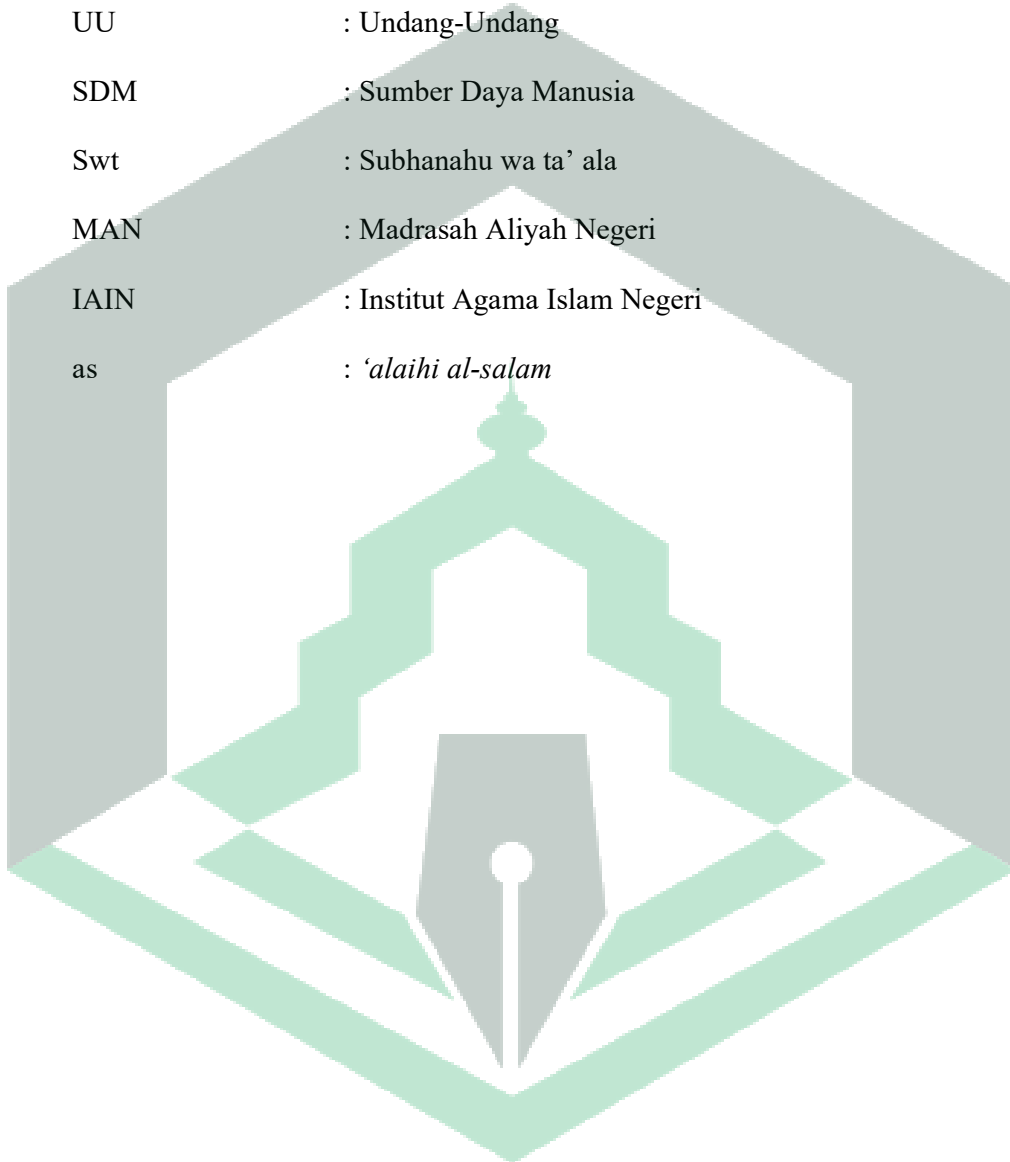 UU : Undang-Undang
SDM : Sumber Daya Manusia
Swt : Subhanahu wa ta’ ala
MAN : Madrasah Aliyah Negeri
IAIN : Institut Agama Islam Negeri
as : ‘alaihi al-salam